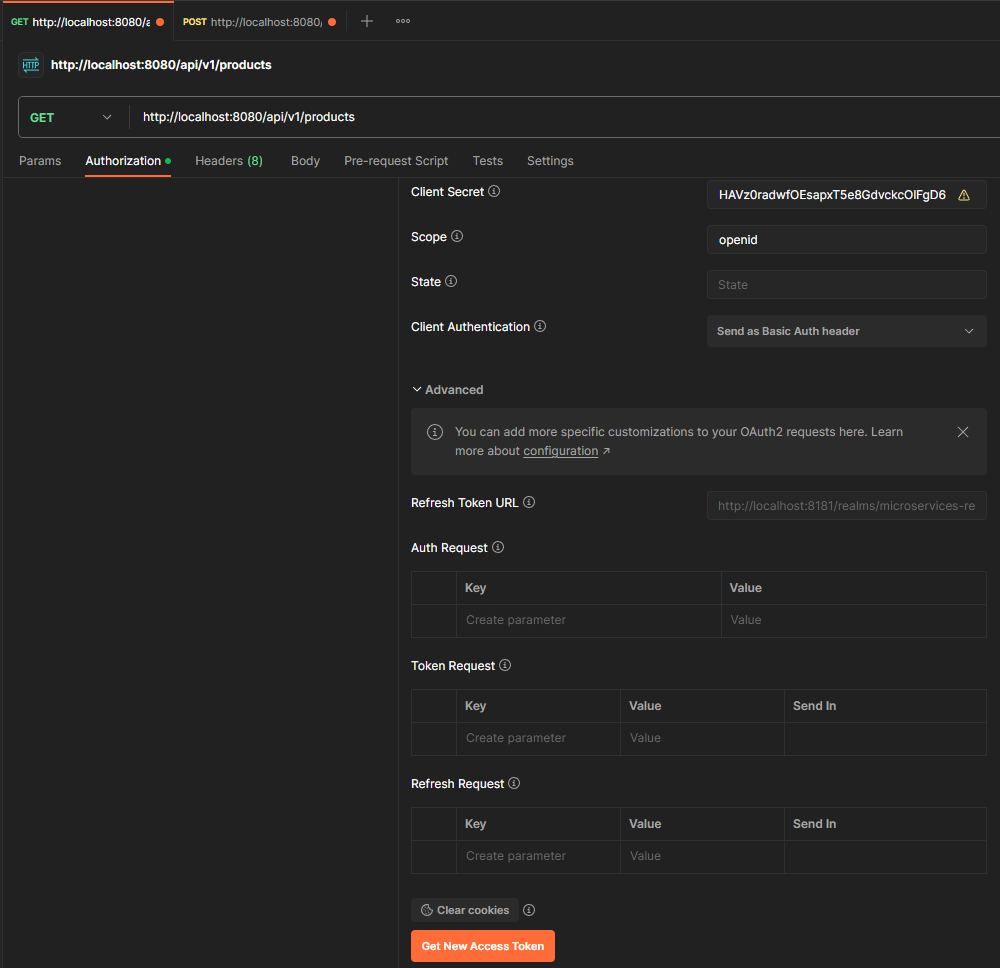 GET http://localhost:8080/a
POST http://localhost:8080/
HTTP http://localhost:8080/api/v1/products
GET http://localhost:8080/api/v1/products
Params Authorization Headers (8) Body Pre-request Script Tests Settings
Client Secret HAVz0radwfOEsapxT5e8GdvckcOlFgD6
Scope openid
State State
Client Authentication Send as Basic Auth header
Advanced
You can add more specific customizations to your OAuth2 requests here. Learn
more about configuration
Refresh Token URL http://localhost:8181/realms/microservices-re
Auth Request
Key Value
Create parameter Value
Token Request
Key Value Send In
Create parameter Value
Refresh Request
Key Value Send In
Create parameter Value
Clear cookies
Get New Access Token